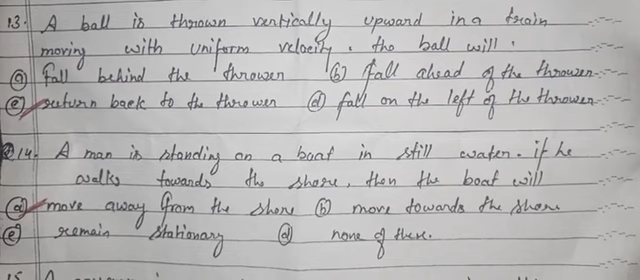 13. A ball is thrown vertically upward in a train
moving with uniform velocity. the ball will:
(a) fall behind the thrower (b) fall ahead of the thrower
(c) return back to the thrower (d) fall on the left of the thrower
14. A man is standing on a boat in still water. if he
walks towards the shore, then the boat will
(a) move away from the shore (b) move towards the shore
(c) remain stationary (d) none of these.
15